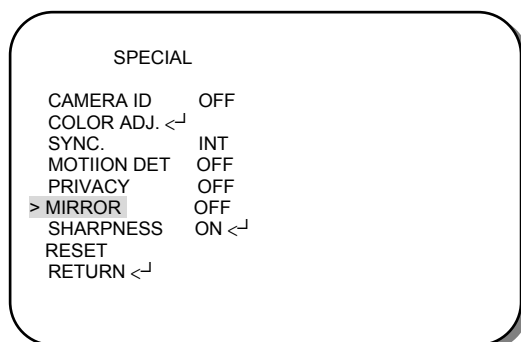 SPECIAL
CAMERA ID OFF
COLOR ADJ. ↵
SYNC. INT
MOTIION DET OFF
PRIVACY OFF
> MIRROR OFF
SHARPNESS ON ↵
RESET
RETURN ↵